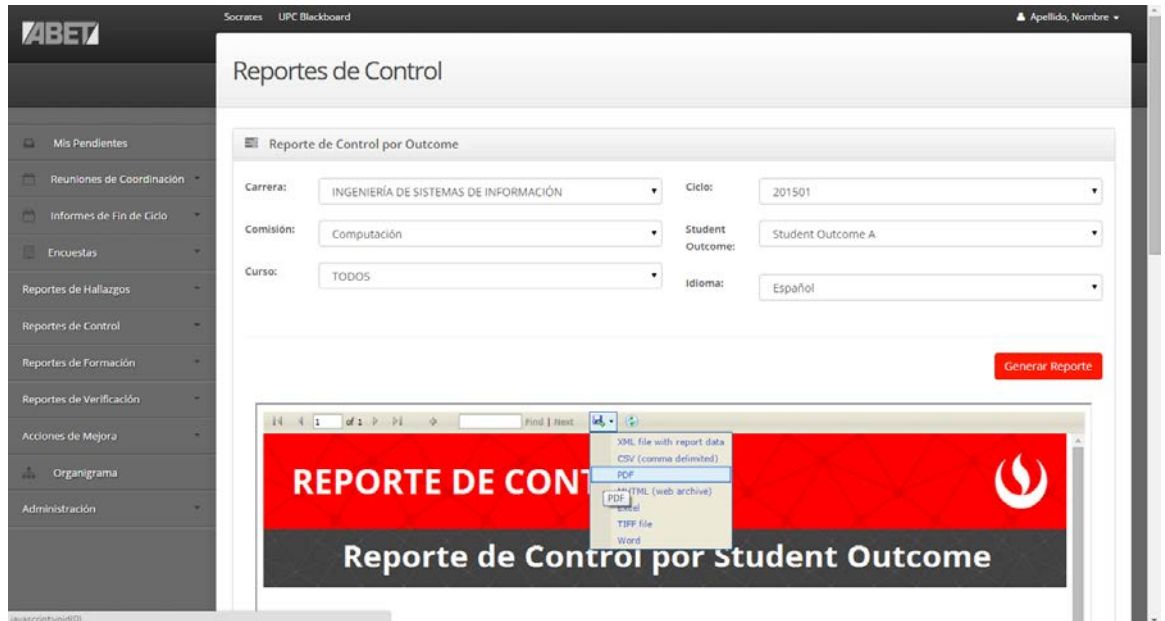 ABET
Socrates UPC Blackboard
Apellido, Nombre
Reportes de Control
Mis Pendientes
Reuniones de Coordinación
Informes de Fin de Ciclo
Encuestas
Reportes de Hallazgos
Reportes de Control
Reportes de Formación
Reportes de Verificación
Acciones de Mejora
Organigrama
Administración
Reporte de Control por Outcome
Carrera: INGENIERÍA DE SISTEMAS DE INFORMACIÓN Ciclo: 201501
Comisión: Computación Student Outcome: Student Outcome A
Curso: TODOS Idioma: Español
Generar Reporte
1 of 1 Find | Next
XML file with report data
CSV (comma delimited)
PDF
MHTML (web archive)
PDF
Excel
TIFF file
Word
REPORTE DE CONT
Reporte de Control por Student Outcome
javascript:void(0)